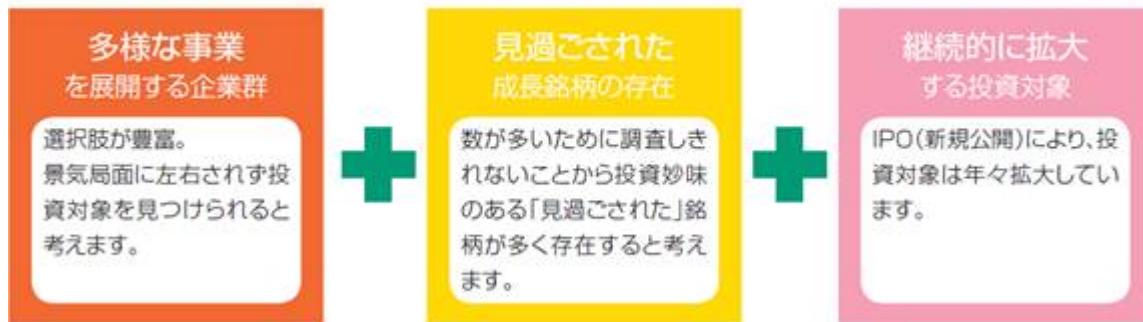 多様な事業
を展開する企業群
選択肢が豊富。
景気局面に左右されず投
資対象を見つけられると
考えます。
見過ごされた
成長銘柄の存在
数が多いために調査しき
れないことから投資妙味
のある「見過ごされた」銘
柄が多く存在すると考え
ます。
継続的に拡大
する投資対象
IPO(新規公開)により、投
資対象は年々拡大してい
ます。